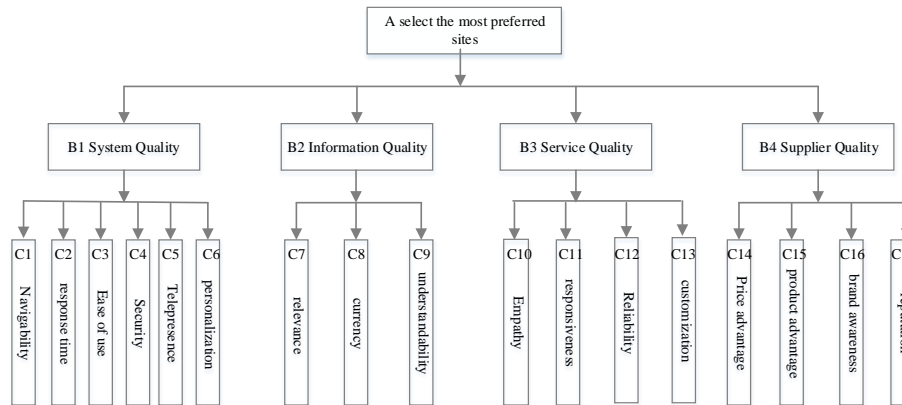 A select the most preferred
sites
B1 System Quality
B2 Information Quality
B3 Service Quality
B4 Supplier Quality
C1 Navigability
C2 response time
C3 Ease of use
C4 Security
C5 Telepresence
C6 personalization
C7 relevance
C8 currency
C9 understandability
C10 Empathy
C11 responsiveness
C12 Reliability
C13 customization
C14 Price advantage
C15 product advantage
C16 brand awareness